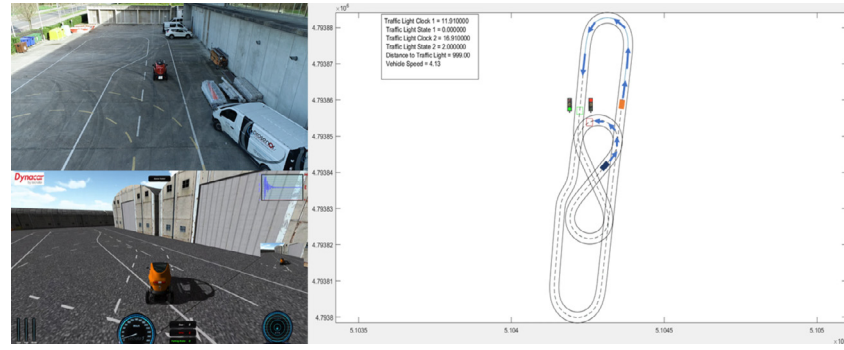 Dynacar
Traffic Light Clock 1 = 11.910000
Traffic Light State 1 = 0.000000
Traffic Light Clock 2 = 16.910000
Traffic Light State 2 = 2.000000
Distance to Traffic Light = 999.00
Vehicle Speed = 4.13
4.79388
4.79387
4.79386
4.79385
4.79384
4.79383
4.79382
4.79381
4.7938
5.1035
5.104
5.1045
5.105